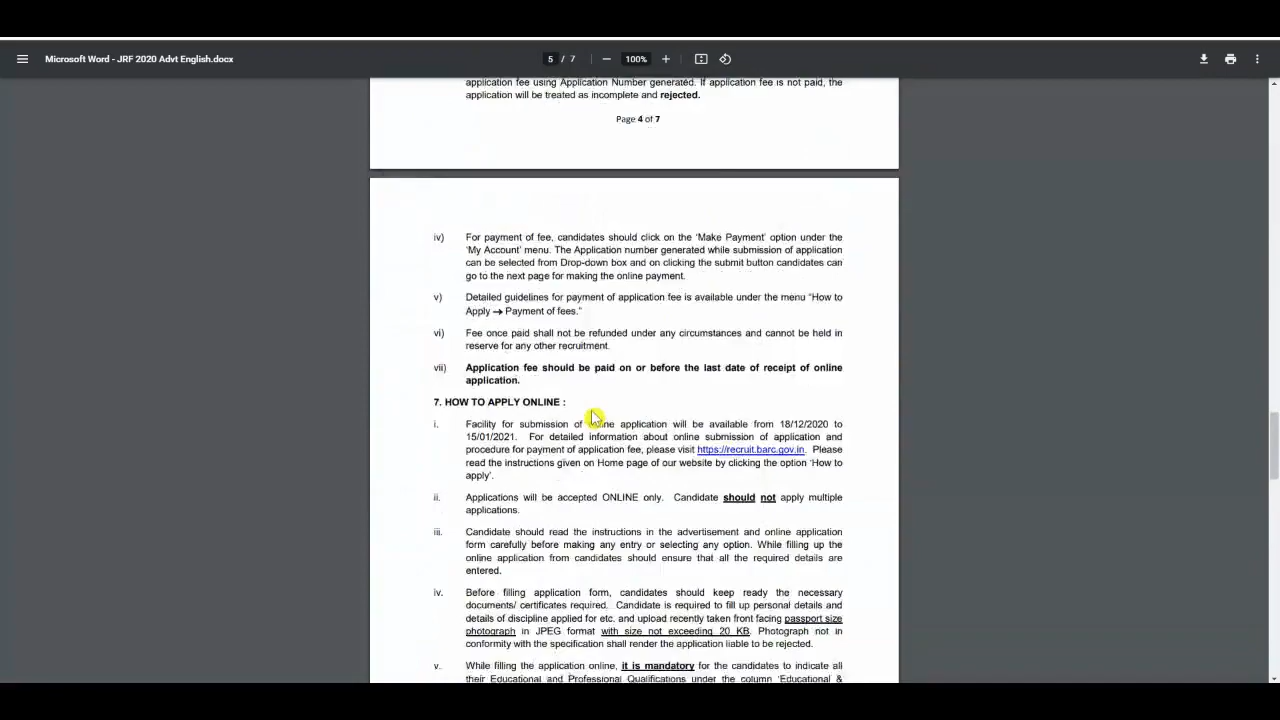 Microsoft Word - JRF 2020 Advt English.docx
5 / 7
100%
application fee using Application Number generated. If application fee is not paid, the
application will be treated as incomplete and rejected.
Page 4 of 7
iv) For payment of fee, candidates should click on the 'Make Payment' option under the
'My Account' menu. The Application number generated while submission of application
can be selected from Drop-down box and on clicking the submit button candidates can
go to the next page for making the online payment.
v) Detailed guidelines for payment of application fee is available under the menu "How to
Apply → Payment of fees."
vi) Fee once paid shall not be refunded under any circumstances and cannot be held in
reserve for any other recruitment.
vii) Application fee should be paid on or before the last date of receipt of online
application.
7. HOW TO APPLY ONLINE :
i. Facility for submission of online application will be available from 18/12/2020 to
15/01/2021. For detailed information about online submission of application and
procedure for payment of application fee, please visit https://recruit.barc.gov.in. Please
read the instructions given on Home page of our website by clicking the option 'How to
apply'.
ii. Applications will be accepted ONLINE only. Candidate should not apply multiple
applications.
iii. Candidate should read the instructions in the advertisement and online application
form carefully before making any entry or selecting any option. While filling up the
online application from candidates should ensure that all the required details are
entered.
iv. Before filling application form, candidates should keep ready the necessary
documents/ certificates required. Candidate is required to fill up personal details and
details of discipline applied for etc. and upload recently taken front facing passport size
photograph in JPEG format with size not exceeding 20 KB. Photograph not in
conformity with the specification shall render the application liable to be rejected.
v. While filling the application online, it is mandatory for the candidates to indicate all
their Educational and Professional Qualifications under the column 'Educational &